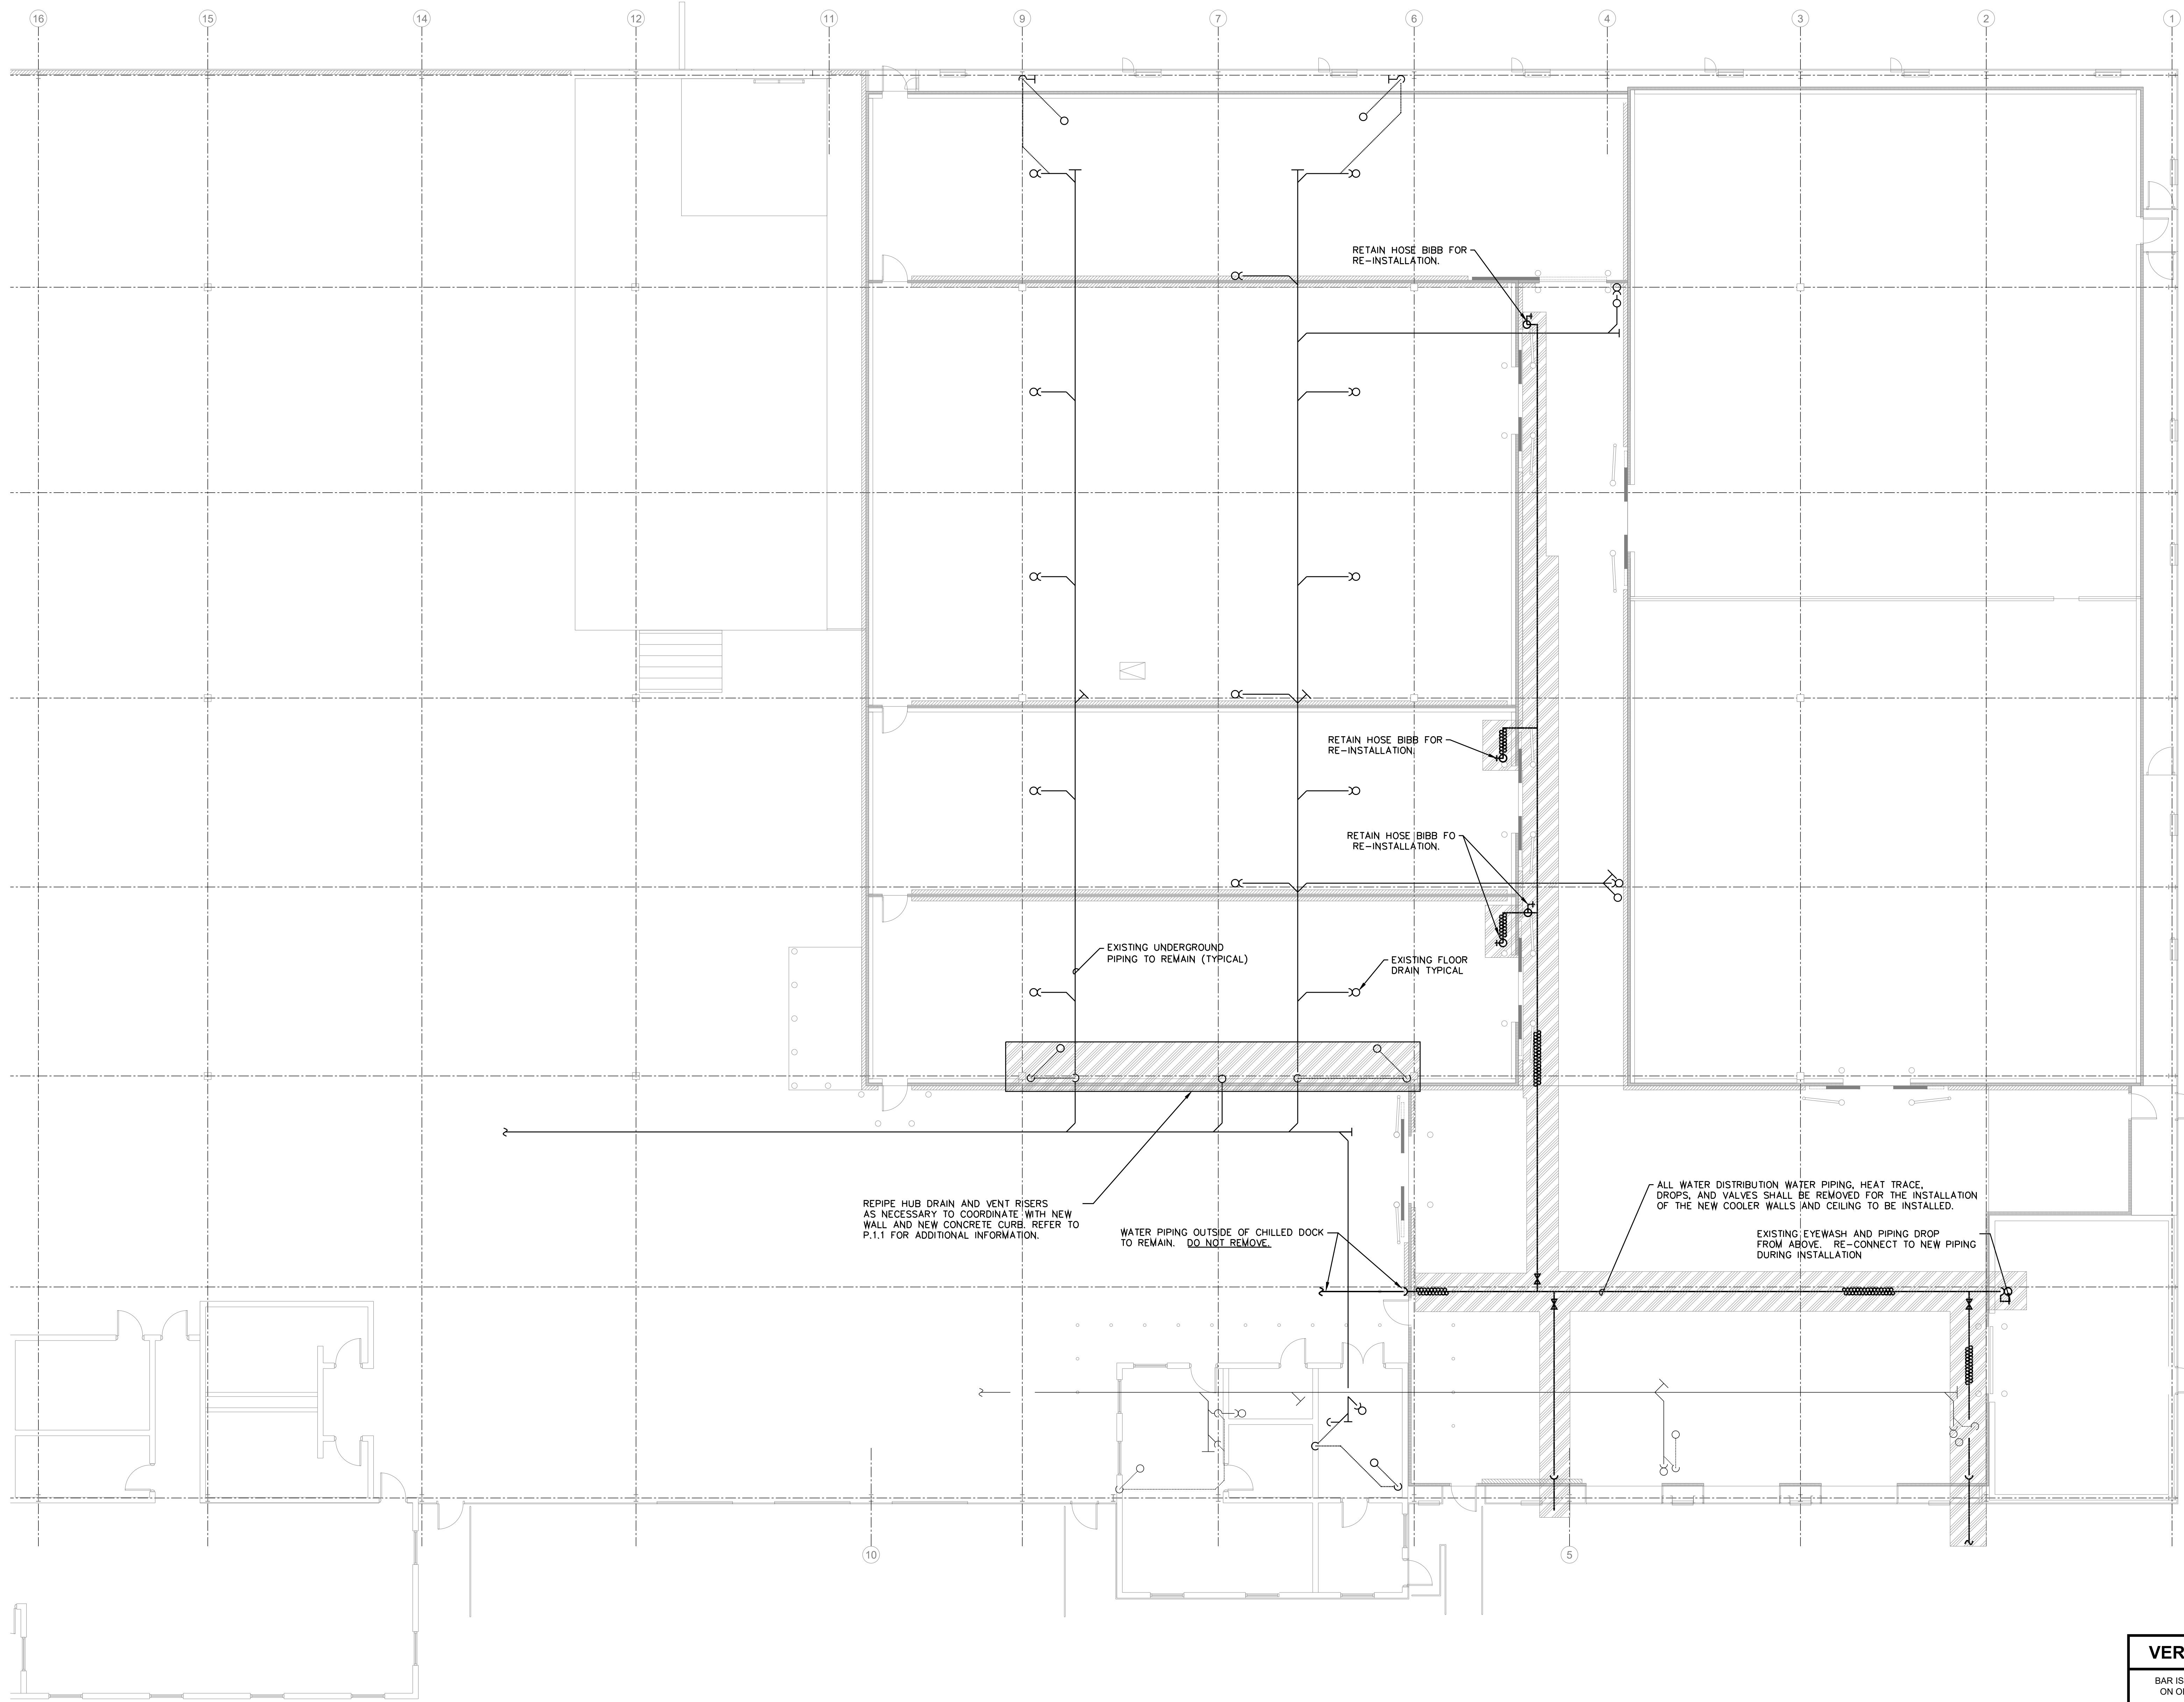 16
15
14
12
11
9
7
6
4
3
2
1
RETAIN HOSE BIBB FOR
RE-INSTALLATION.
RETAIN HOSE BIBB FOR
RE-INSTALLATION.
RETAIN HOSE BIBB FO
RE-INSTALLATION.
EXISTING UNDERGROUND
PIPING TO REMAIN (TYPICAL)
EXISTING FLOOR
DRAIN TYPICAL
REPIPE HUB DRAIN AND VENT RISERS
AS NECESSARY TO COORDINATE WITH NEW
WALL AND NEW CONCRETE CURB. REFER TO
P.1.1 FOR ADDITIONAL INFORMATION.
WATER PIPING OUTSIDE OF CHILLED DOCK
TO REMAIN. DO NOT REMOVE.
ALL WATER DISTRIBUTION WATER PIPING, HEAT TRACE,
DROPS, AND VALVES SHALL BE REMOVED FOR THE INSTALLATION
OF THE NEW COOLER WALLS AND CEILING TO BE INSTALLED.
EXISTING EYEWASH AND PIPING DROP
FROM ABOVE. RE-CONNECT TO NEW PIPING
DURING INSTALLATION
10
5
VER
BAR IS
ON O